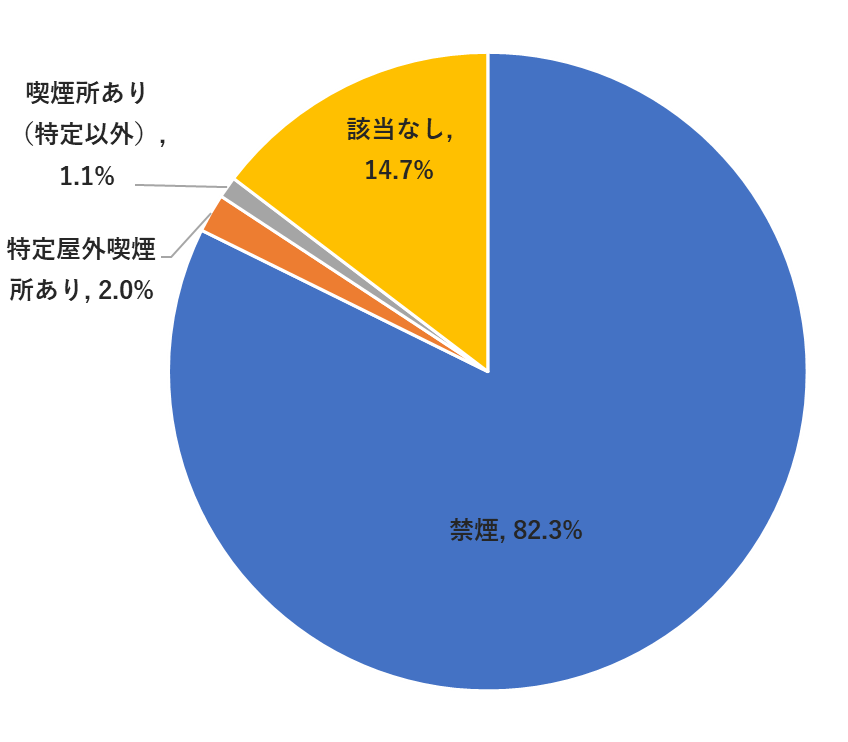 喫煙所あり
（特定以外）,
1.1%
該当なし,
14.7%
特定屋外喫煙
所あり, 2.0%
禁煙, 82.3%